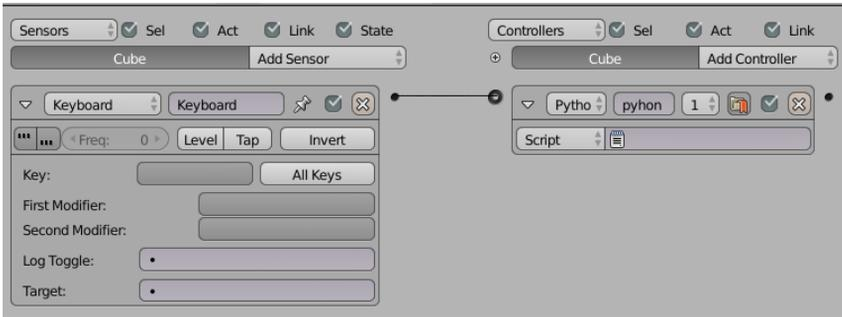 Sensors Sel Act Link State Controllers Sel Act Link
Cube Add Sensor Cube Add Controller
Keyboard Keyboard Pytho pyhon 1
Freq: 0 Level Tap Invert Script
Key: All Keys
First Modifier:
Second Modifier:
Log Toggle:
Target: